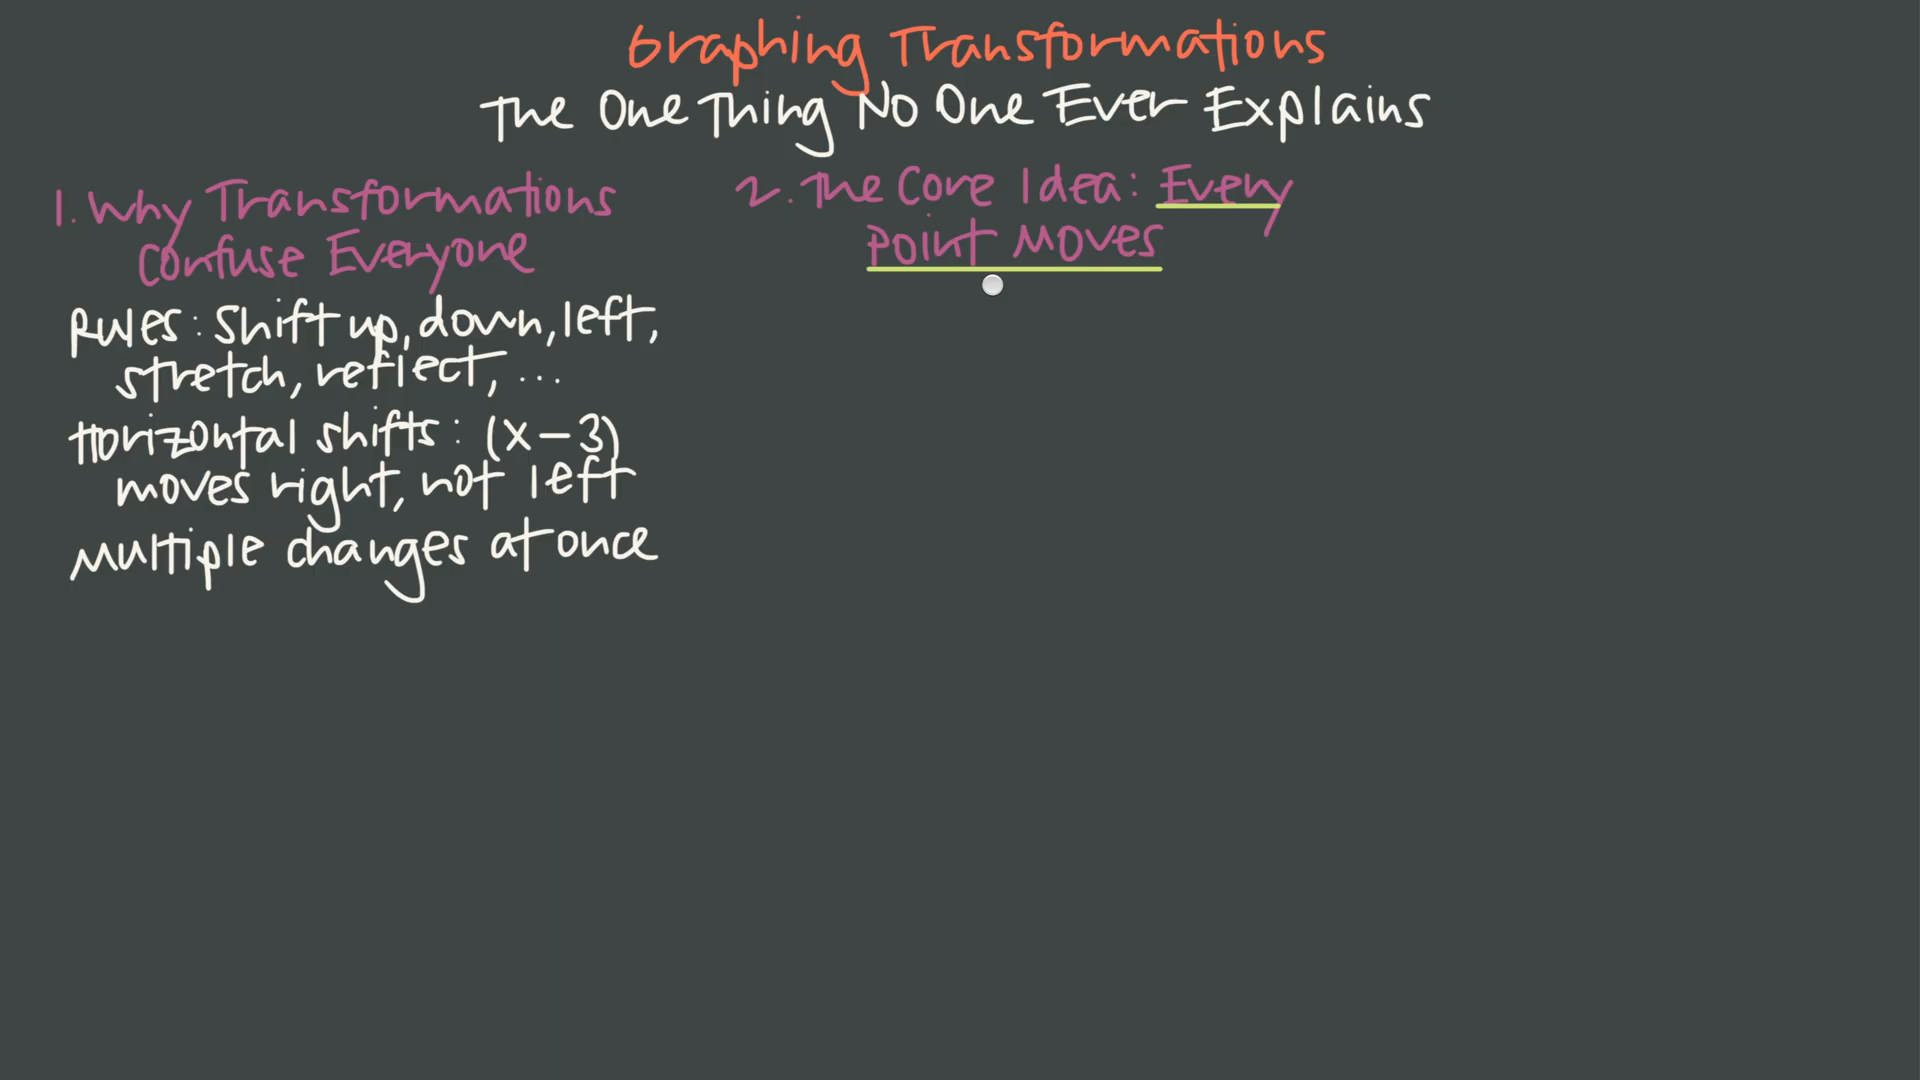 Graphing Transformations
The One Thing No One Ever Explains
1. Why Transformations
Confuse Everyone
Rules: Shift up, down, left,
stretch, reflect, ...
Horizontal shifts: (x-3)
moves right, not left
Multiple changes at once
2. The Core Idea: Every
Point Moves